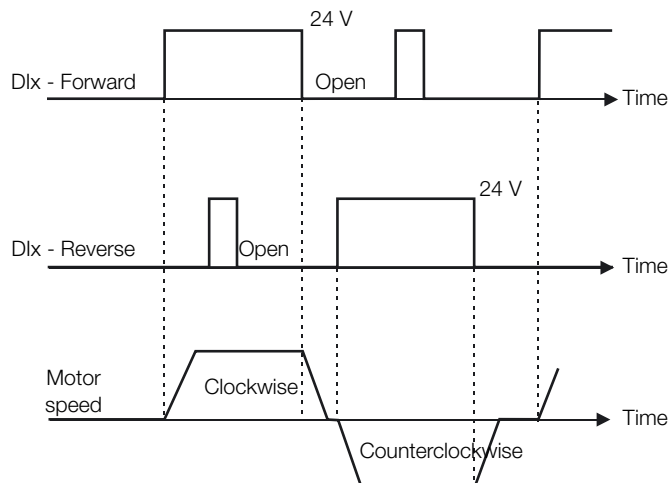 24 V
DIx - Forward
Open
Time
24 V
DIx - Reverse
Open
Time
Motor
speed
Clockwise
Time
Counterclockwise